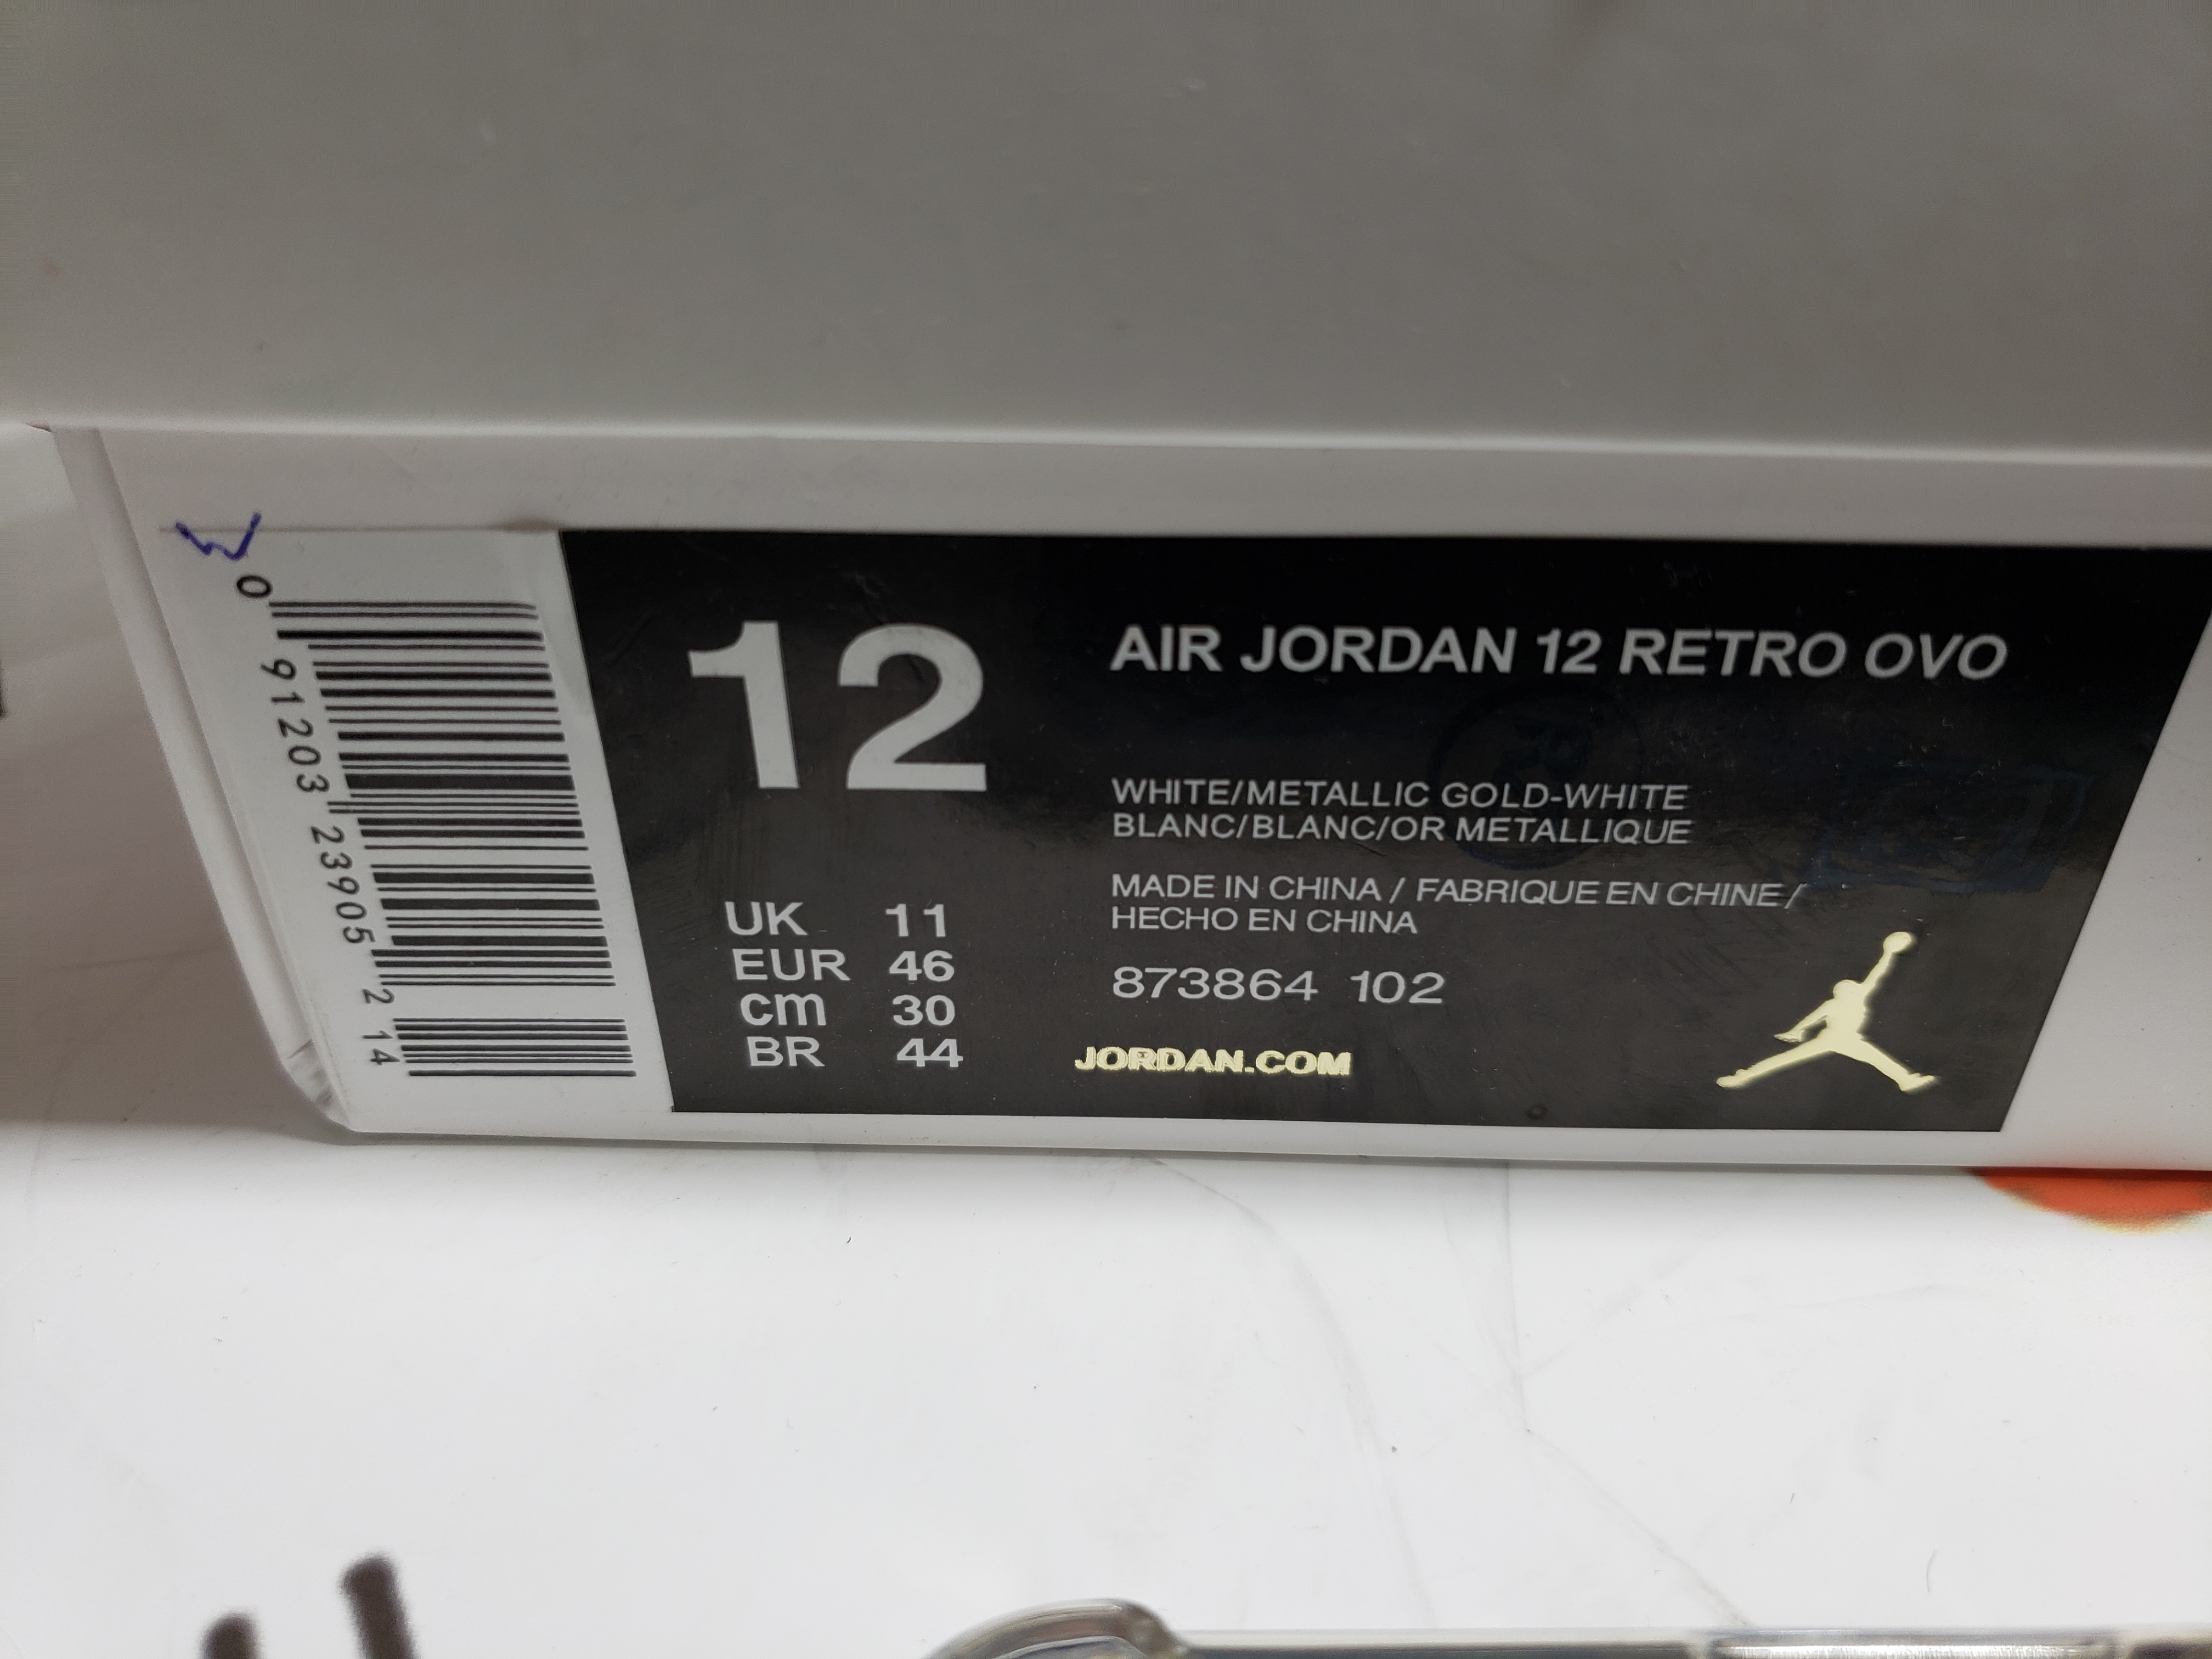 0 91203 23905 2 14
12
AIR JORDAN 12 RETRO OVO
WHITE/METALLIC GOLD-WHITE
BLANC/BLANC/OR METALLIQUE
MADE IN CHINA / FABRIQUE EN CHINE /
HECHO EN CHINA
873864 102
JORDAN.COM
UK 11
EUR 46
cm 30
BR 44